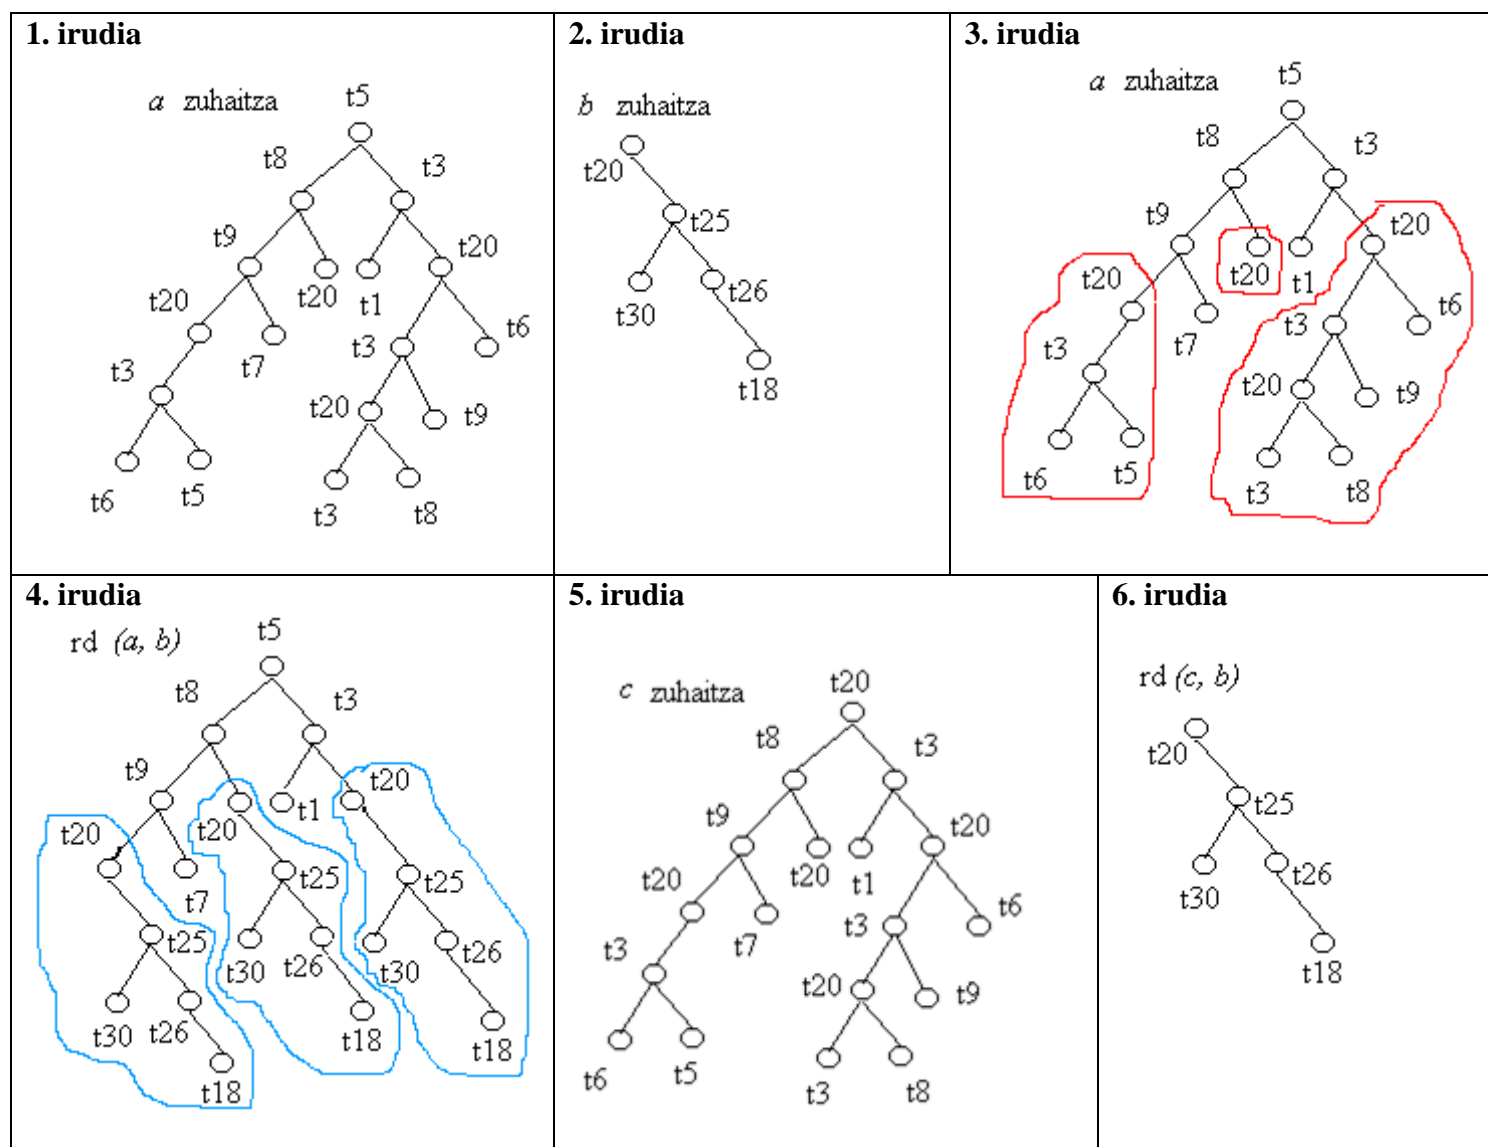 1. irudia
a zuhaitza
t5
t8
t3
t9
t20
t20
t20
t1
t6
t3
t7
t3
t20
t9
t6
t5
t3
t8
2. irudia
b zuhaitza
t20
t25
t30
t26
t18
3. irudia
a zuhaitza
t5
t8
t3
t9
t20
t20
t20
t1
t6
t3
t7
t3
t20
t9
t6
t5
t3
t8
4. irudia
rd (a, b)
t5
t8
t3
t9
t20
t1
t20
t20
t7
t25
t25
t25
t30
t26
t30
t26
t30
t26
t18
t18
t18
5. irudia
c zuhaitza
t20
t8
t3
t9
t20
t20
t20
t1
t6
t3
t7
t3
t20
t9
t6
t5
t3
t8
6. irudia
rd (c, b)
t20
t25
t30
t26
t18